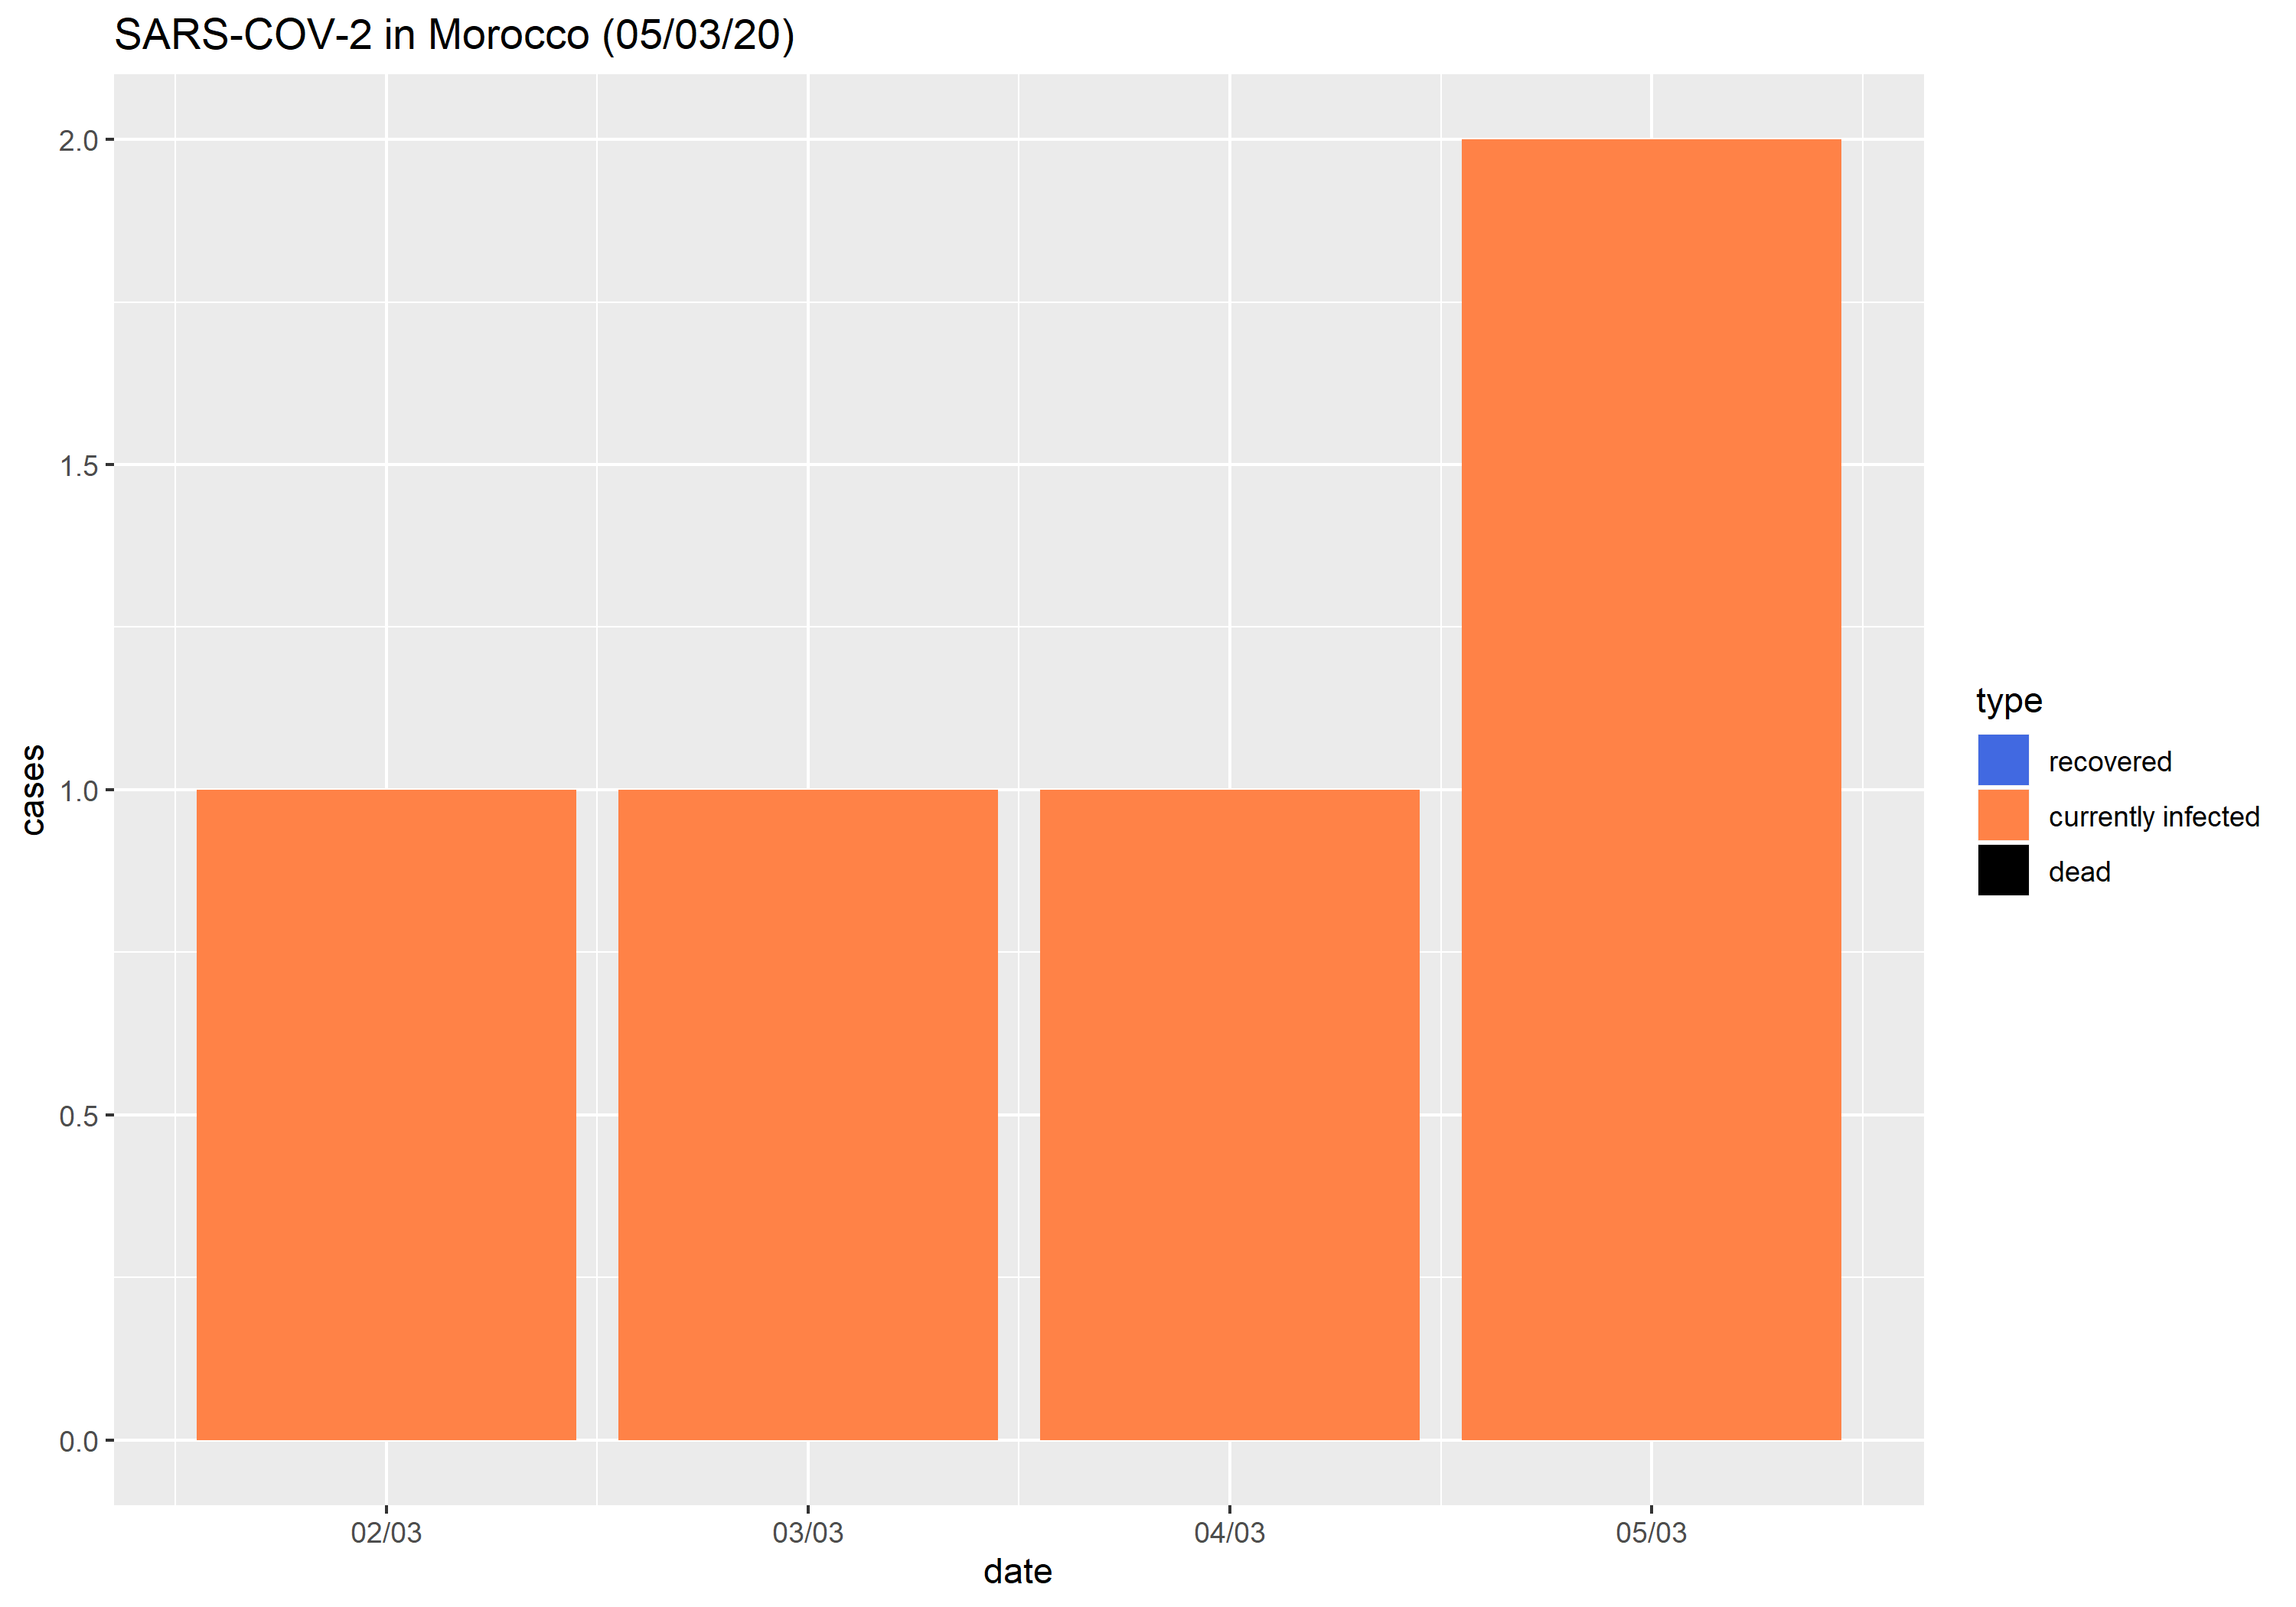 SARS-COV-2 in Morocco (05/03/20)
cases
2.0
1.5
1.0
0.5
0.0
02/03 03/03 04/03 05/03
date
type
recovered
currently infected
dead